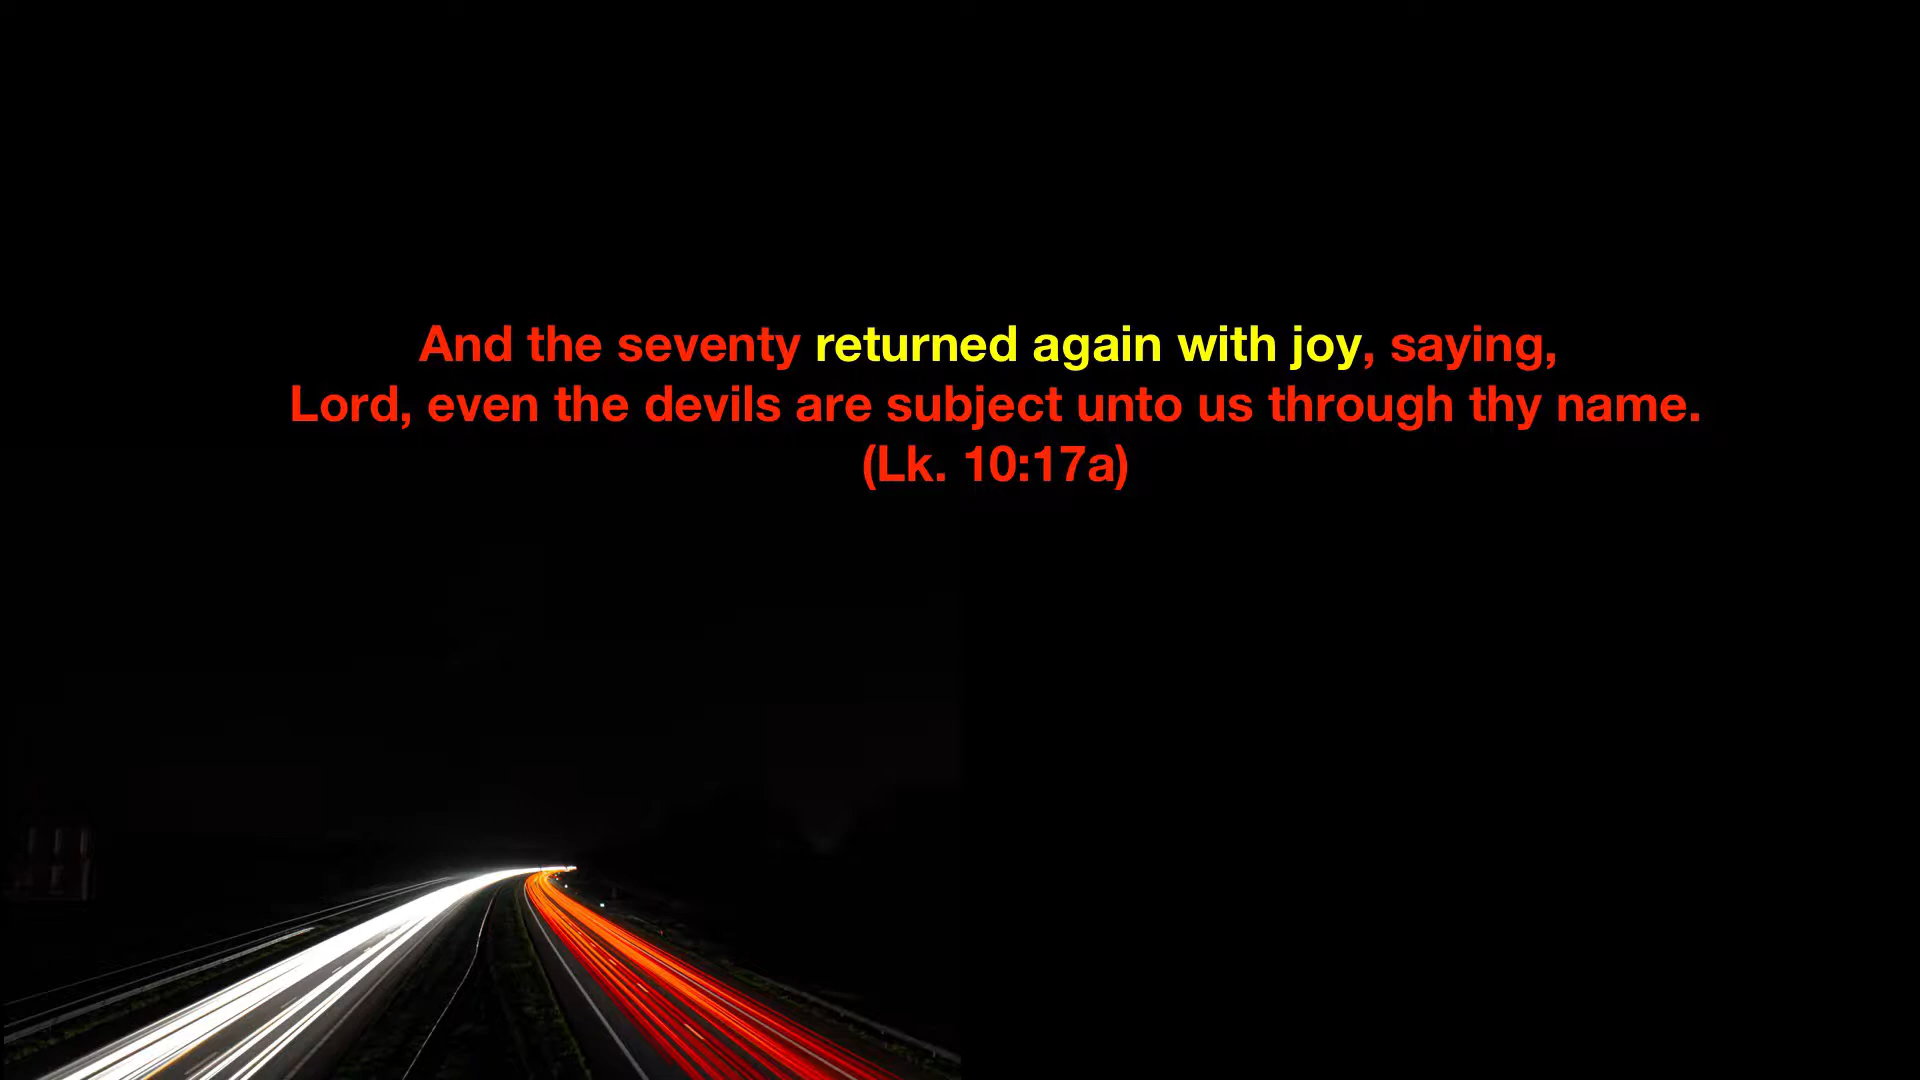 And the seventy returned again with joy, saying,
Lord, even the devils are subject unto us through thy name.
(Lk. 10:17a)